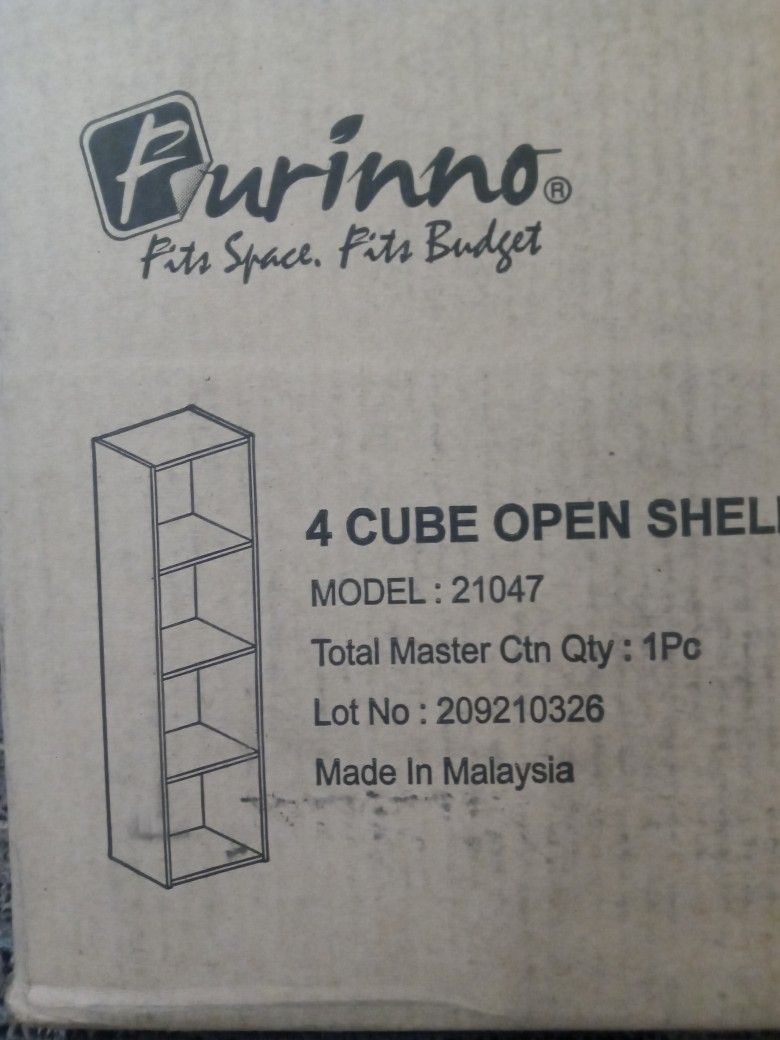 Furinno®
Fits Space. Fits Budget
4 CUBE OPEN SHEL
MODEL : 21047
Total Master Ctn Qty : 1Pc
Lot No : 209210326
Made In Malaysia